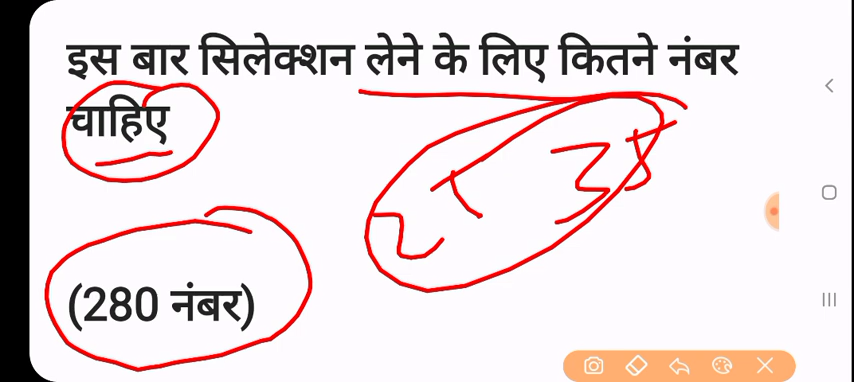 इस बार सिलेक्शन लेने के लिए कितने नंबर
चाहिए
(280 नंबर)